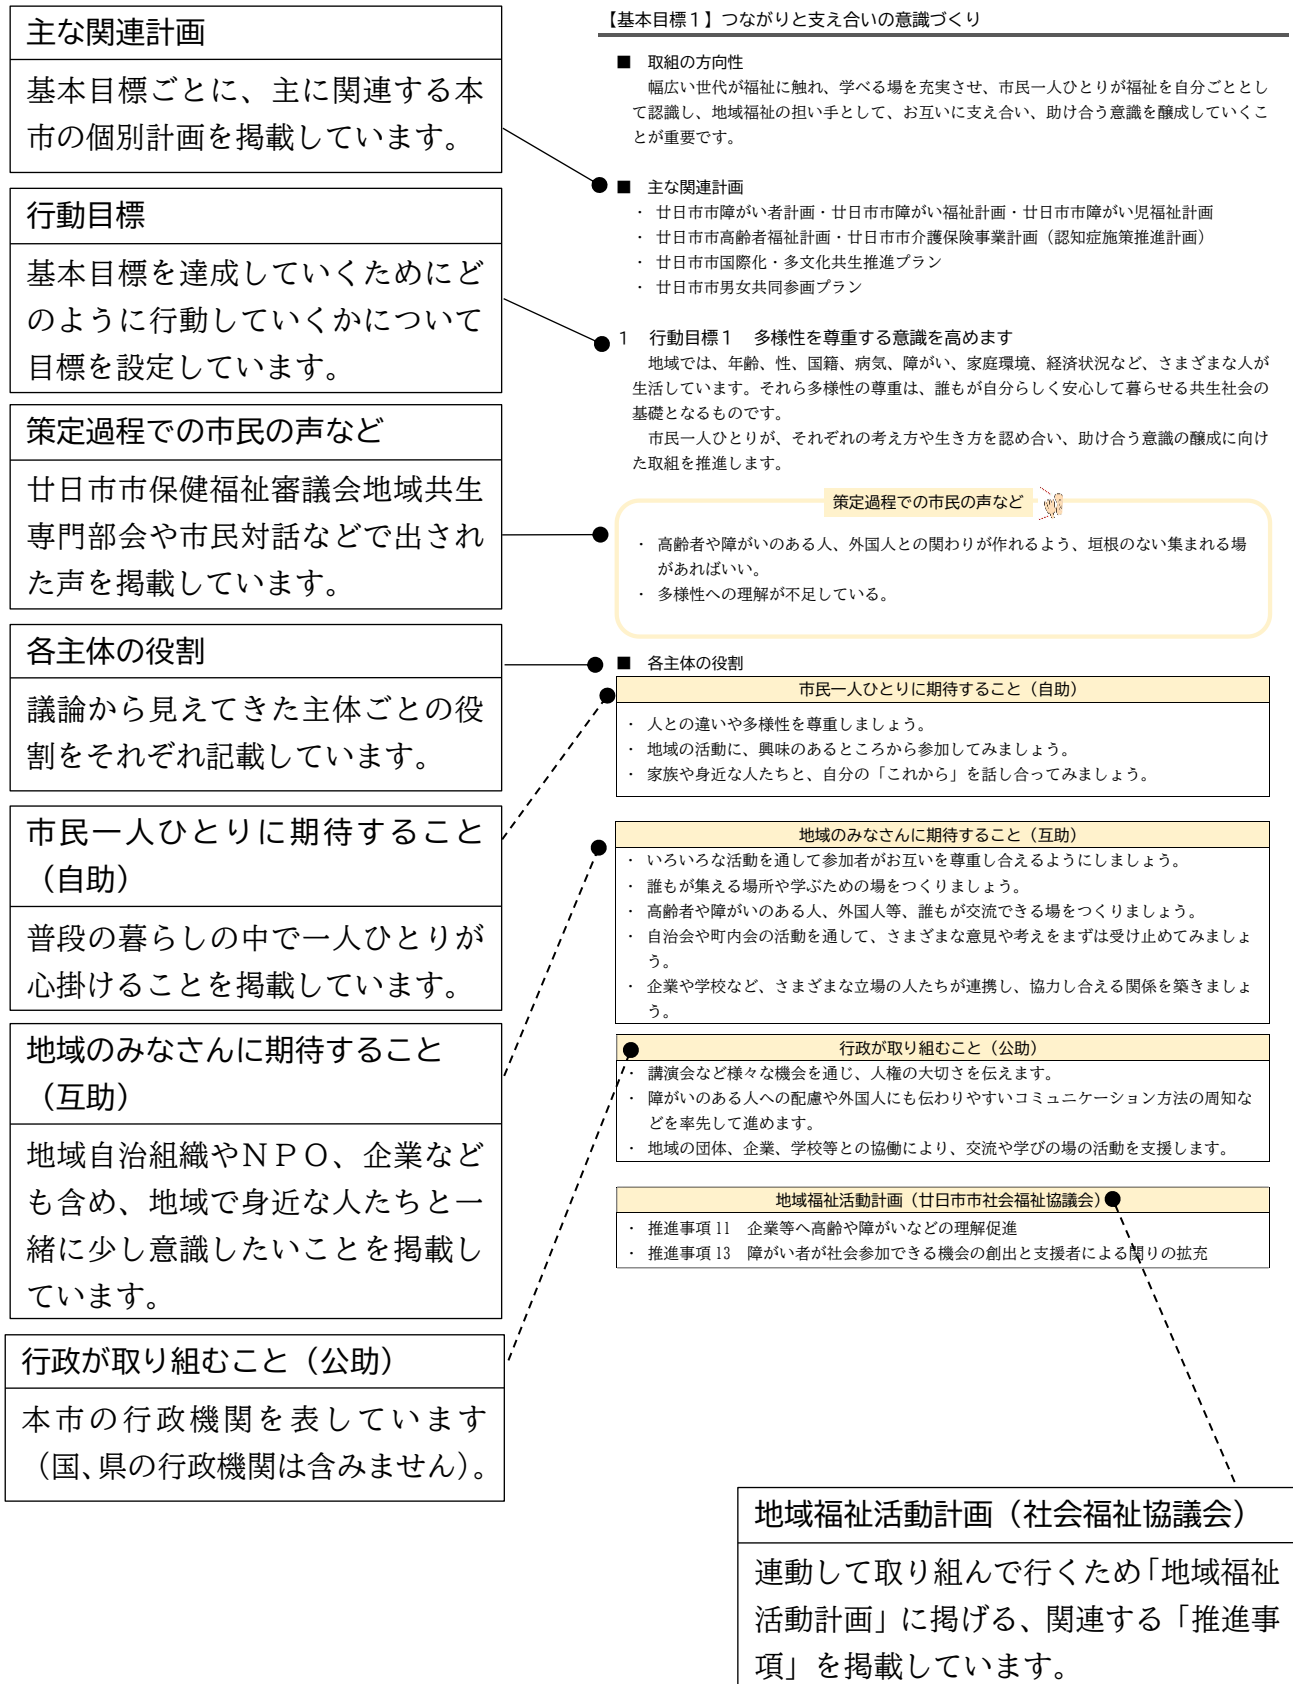 主な関連計画
基本目標ごとに、主に関連する本
市の個別計画を掲載しています。
行動目標
基本目標を達成していくためにど
のように行動していくかについて
目標を設定しています。
策定過程での市民の声など
廿日市市保健福祉審議会地域共生
専門部会や市民対話などで出され
た声を掲載しています。
各主体の役割
議論から見えてきた主体ごとの役
割をそれぞれ記載しています。
市民一人ひとりに期待すること
（自助）
普段の暮らしの中で一人ひとりが
心掛けることを掲載しています。
地域のみなさんに期待すること
（互助）
地域自治組織やＮＰＯ、企業など
も含め、地域で身近な人たちと一
緒に少し意識したいことを掲載し
ています。
行政が取り組むこと（公助）
本市の行政機関を表しています
（国、県の行政機関は含みません）。
【基本目標１】つながりと支え合いの意識づくり
■　取組の方向性
幅広い世代が福祉に触れ、学べる場を充実させ、市民一人ひとりが福祉を自分ごととし
て認識し、地域福祉の担い手として、お互いに支え合い、助け合う意識を醸成していくこ
とが重要です。
■　主な関連計画
・ 廿日市市障がい者計画・廿日市市障がい福祉計画・廿日市市障がい児福祉計画
・ 廿日市市高齢者福祉計画・廿日市市介護保険事業計画（認知症施策推進計画）
・ 廿日市市国際化・多文化共生推進プラン
・ 廿日市市男女共同参画プラン
１　行動目標１　多様性を尊重する意識を高めます
地域では、年齢、性、国籍、病気、障がい、家庭環境、経済状況など、さまざまな人が
生活しています。それら多様性の尊重は、誰もが自分らしく安心して暮らせる共生社会の
基礎となるものです。
市民一人ひとりが、それぞれの考え方や生き方を認め合い、助け合う意識の醸成に向け
た取組を推進します。
策定過程での市民の声など
・ 高齢者や障がいのある人、外国人との関わりが作れるよう、垣根のない集まれる場
があればいい。
・ 多様性への理解が不足している。
■　各主体の役割
市民一人ひとりに期待すること（自助）
・ 人との違いや多様性を尊重しましょう。
・ 地域の活動に、興味のあるところから参加してみましょう。
・ 家族や身近な人たちと、自分の「これから」を話し合ってみましょう。
地域のみなさんに期待すること（互助）
・ いろいろな活動を通して参加者がお互いを尊重し合えるようにしましょう。
・ 誰もが集える場所や学ぶための場をつくりましょう。
・ 高齢者や障がいのある人、外国人等、誰もが交流できる場をつくりましょう。
・ 自治会や町内会の活動を通して、さまざまな意見や考えをまずは受け止めてみましょ
う。
・ 企業や学校など、さまざまな立場の人たちが連携し、協力し合える関係を築きましょ
う。
行政が取り組むこと（公助）
・ 講演会など様々な機会を通じ、人権の大切さを伝えます。
・ 障がいのある人への配慮や外国人にも伝わりやすいコミュニケーション方法の周知な
どを率先して進めます。
・ 地域の団体、企業、学校等との協働により、交流や学びの場の活動を支援します。
地域福祉活動計画（廿日市市社会福祉協議会）
・ 推進事項 11　企業等へ高齢や障がいなどの理解促進
・ 推進事項 13　障がい者が社会参加できる機会の創出と支援者による関りの拡充
地域福祉活動計画（社会福祉協議会）
連動して取り組んで行くため「地域福祉
活動計画」に掲げる、関連する「推進事
項」を掲載しています。